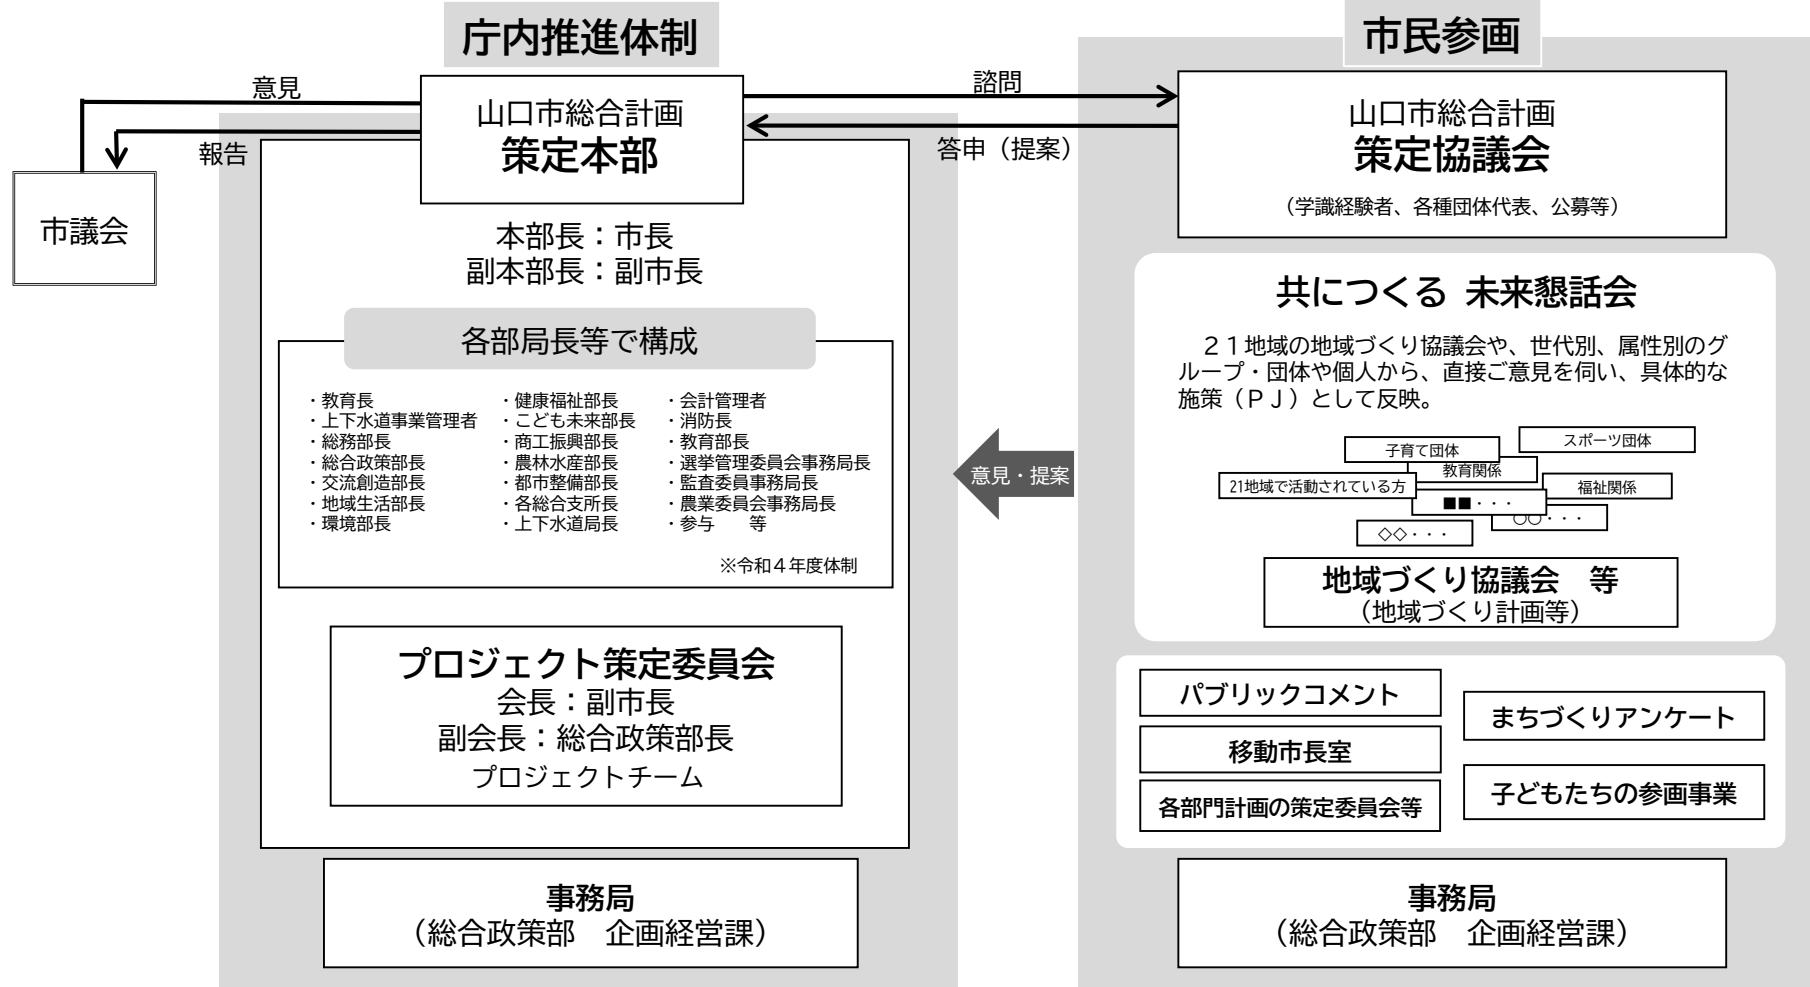 庁内推進体制
意見
報告
市議会
山口市総合計画
策定本部
本部長：市長
副本部長：副市長
各部局長等で構成
・教育長
・上下水道事業管理者
・総務部長
・総合政策部長
・交流創造部長
・地域生活部長
・環境部長
・健康福祉部長
・こども未来部長
・商工振興部長
・農林水産部長
・都市整備部長
・各総合支所長
・上下水道局長
・会計管理者
・消防長
・教育部長
・選挙管理委員会事務局長
・監査委員事務局長
・農業委員会事務局長
・参与　　等
※令和４年度体制
プロジェクト策定委員会
会長：副市長
副会長：総合政策部長
プロジェクトチーム
事務局
（総合政策部　企画経営課）
諮問
答申（提案）
意見・提案
市民参画
山口市総合計画
策定協議会
（学識経験者、各種団体代表、公募等）
共につくる 未来懇話会
２１地域の地域づくり協議会や、世代別、属性別のグ
ループ・団体や個人から、直接ご意見を伺い、具体的な
施策（ＰＪ）として反映。
スポーツ団体
子育て団体
教育関係
21地域で活動されている方
福祉関係
■■・・・
○○・・・
◇◇・・・
地域づくり協議会　等
（地域づくり計画等）
パブリックコメント
移動市長室
各部門計画の策定委員会等
まちづくりアンケート
子どもたちの参画事業
事務局
（総合政策部　企画経営課）